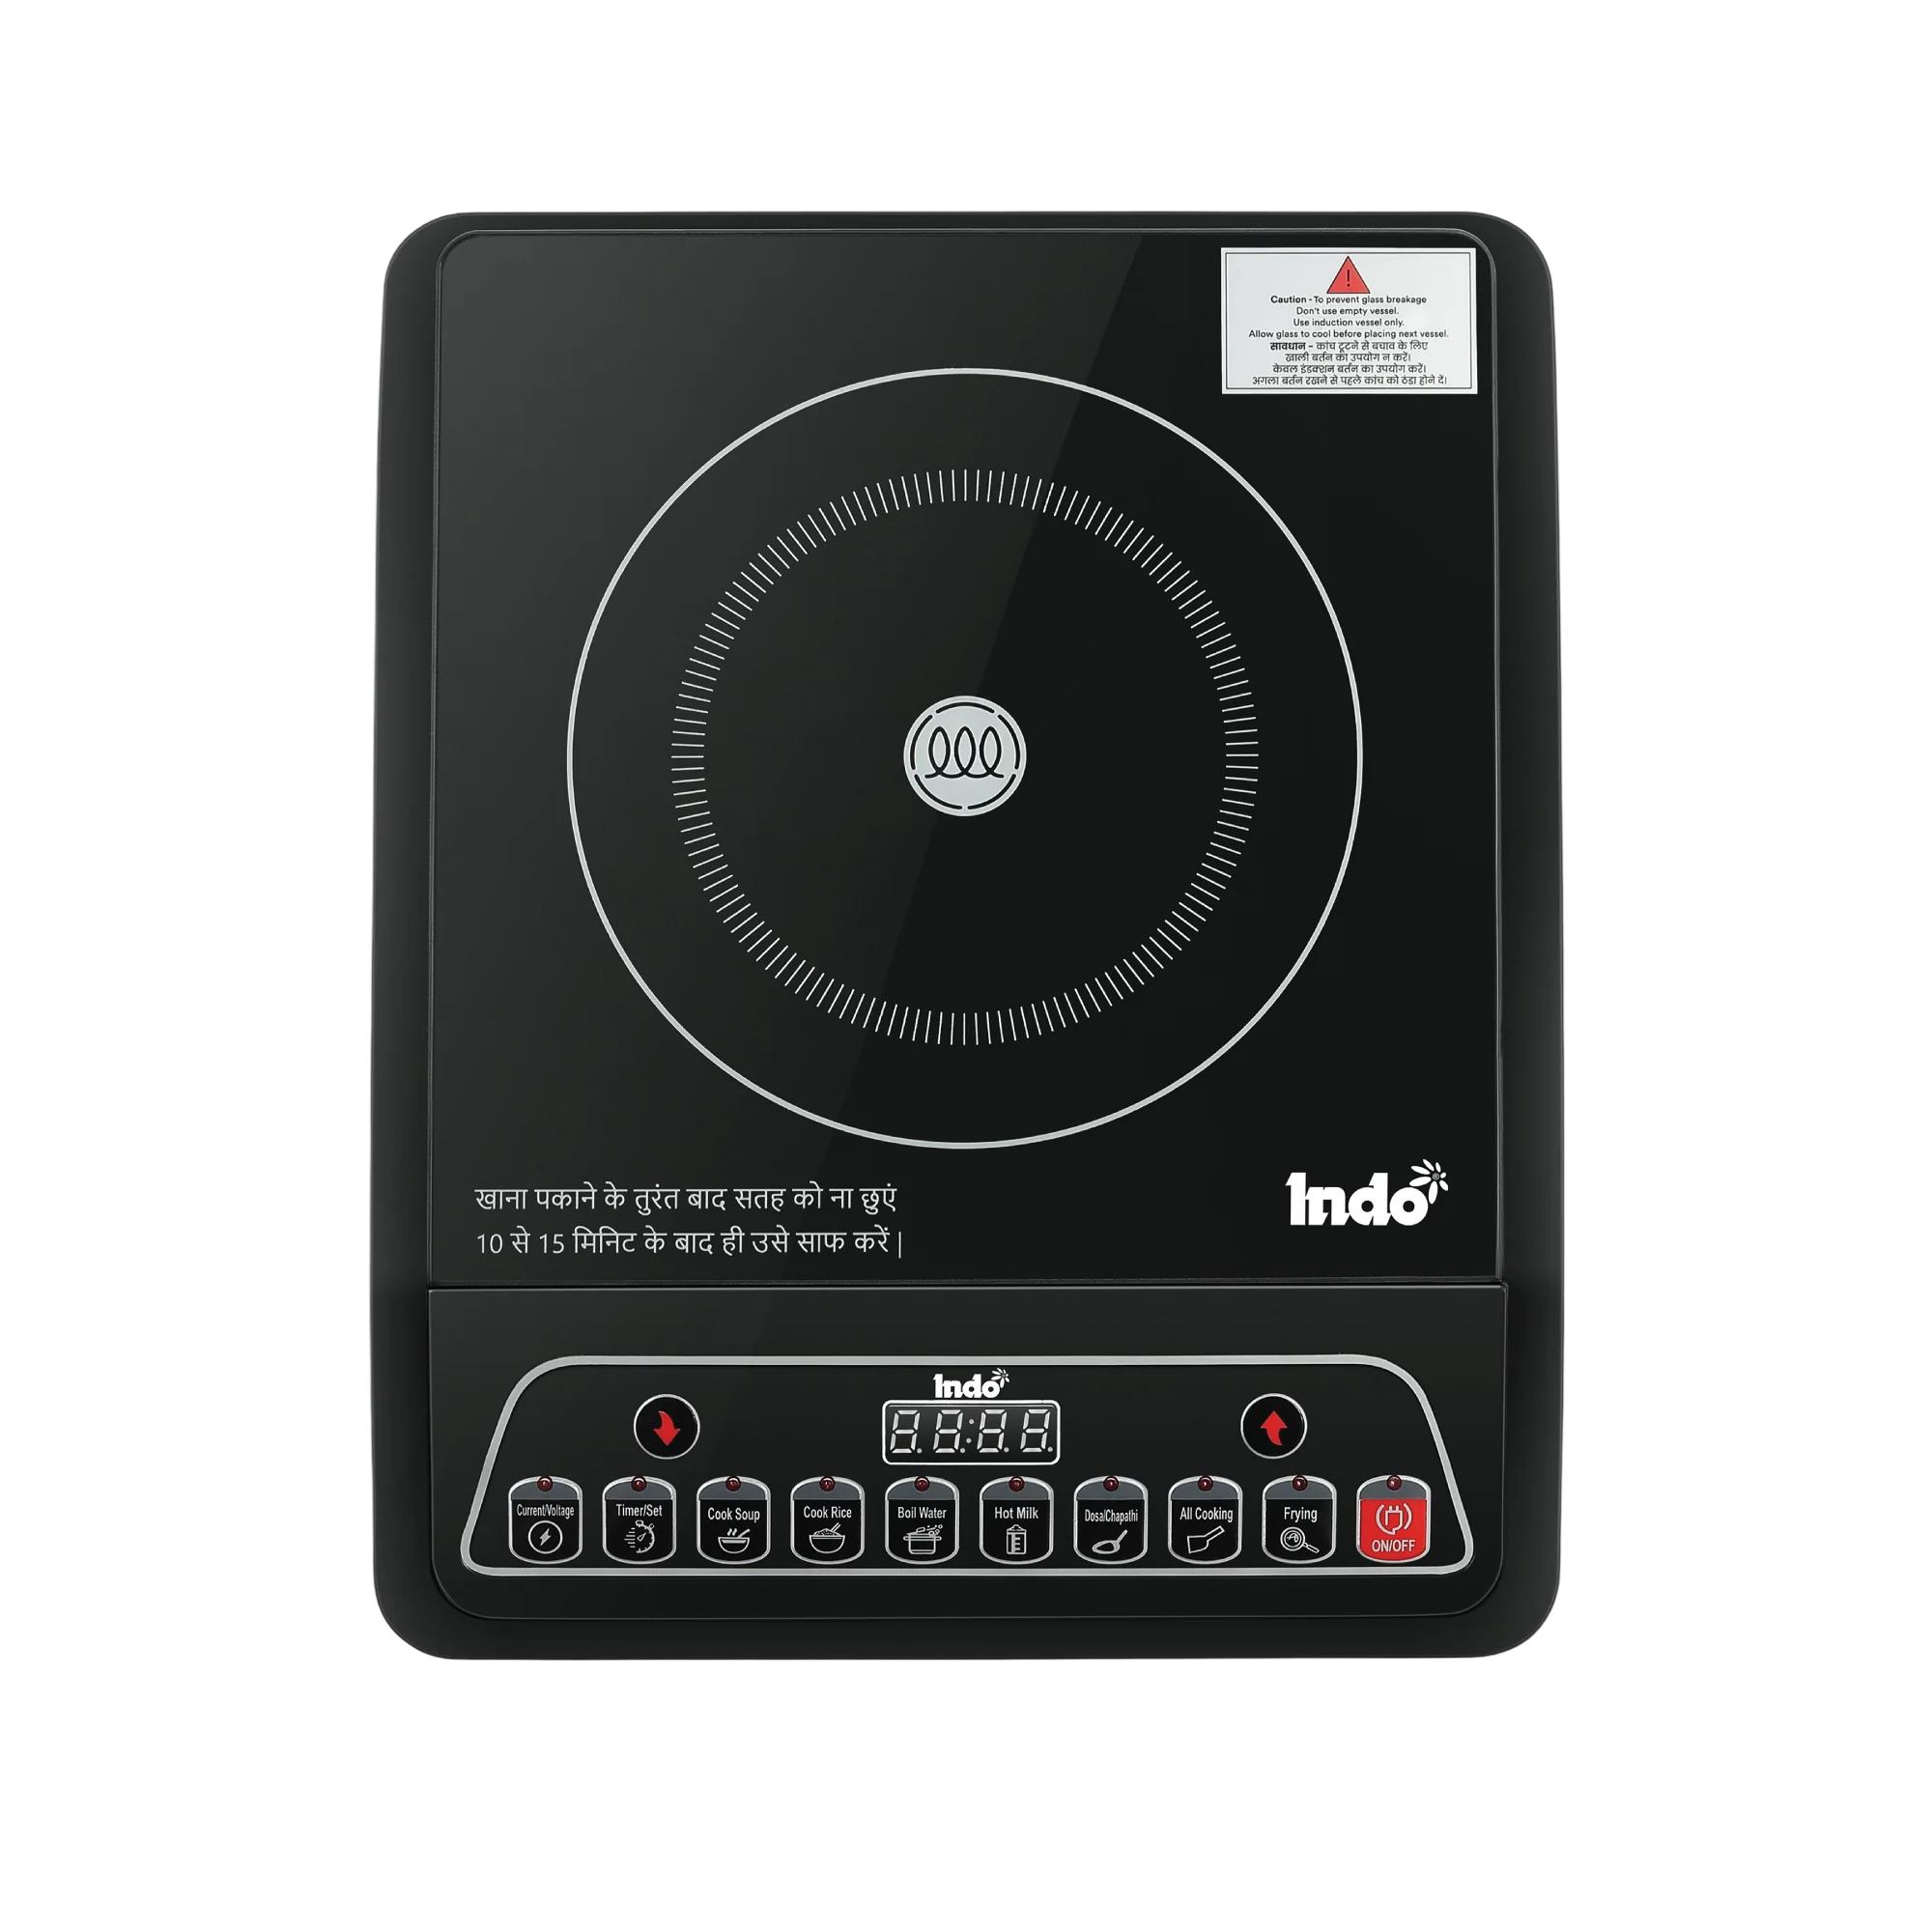 Caution - To prevent glass breakage
Don't use empty vessel.
Use induction vessel only.
Allow glass to cool before placing next vessel.
सावधान - कांच टूटने से बचाव के लिए
खाली बर्तन का उपयोग न करें।
केवल इंडक्शन बर्तन का उपयोग करें।
अगला बर्तन रखने से पहले कांच को ठंडा होने दें।
खाना पकाने के तुरंत बाद सतह को ना छुएं
10 से 15 मिनिट के बाद ही उसे साफ करें |
Indo
Indo
88:88
Current/Voltage
Timer/Set
Cook Soup
Cook Rice
Boil Water
Hot Milk
Dosa/Chapathi
All Cooking
Frying
ON/OFF